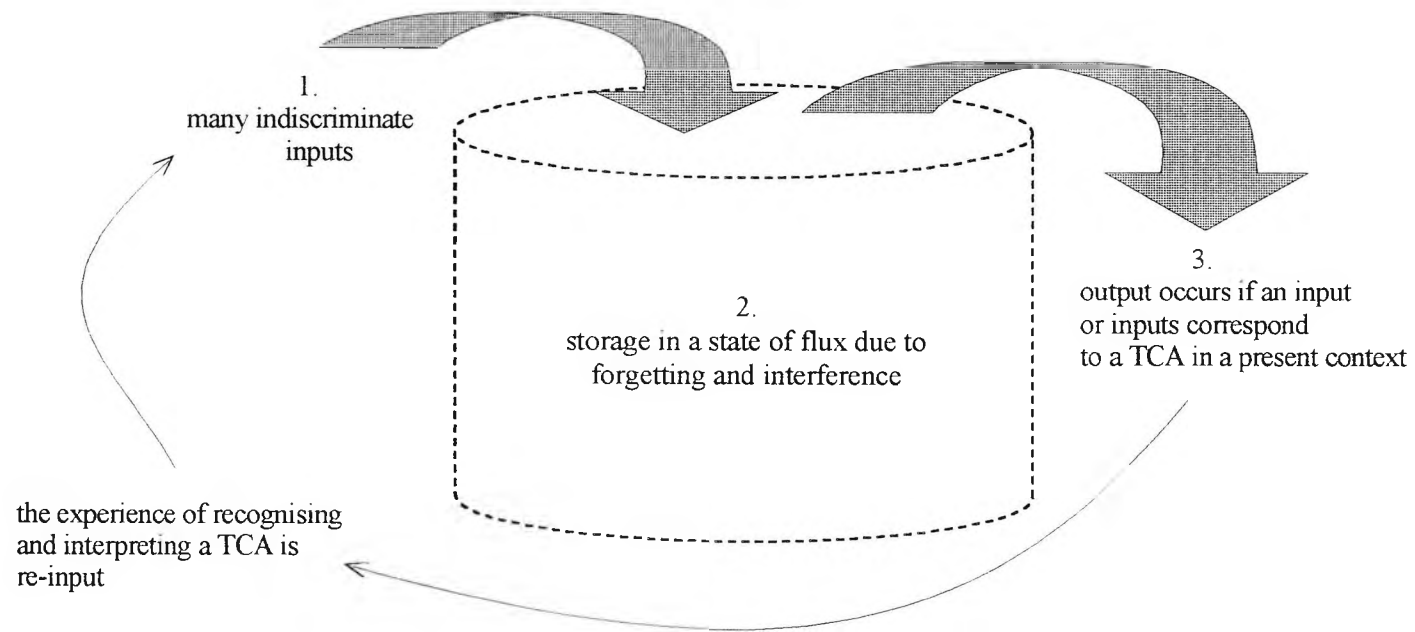 1.
many indiscriminate
inputs
2.
storage in a state of flux due to
forgetting and interference
3.
output occurs if an input
or inputs correspond
to a TCA in a present context
the experience of recognising
and interpreting a TCA is
re-input